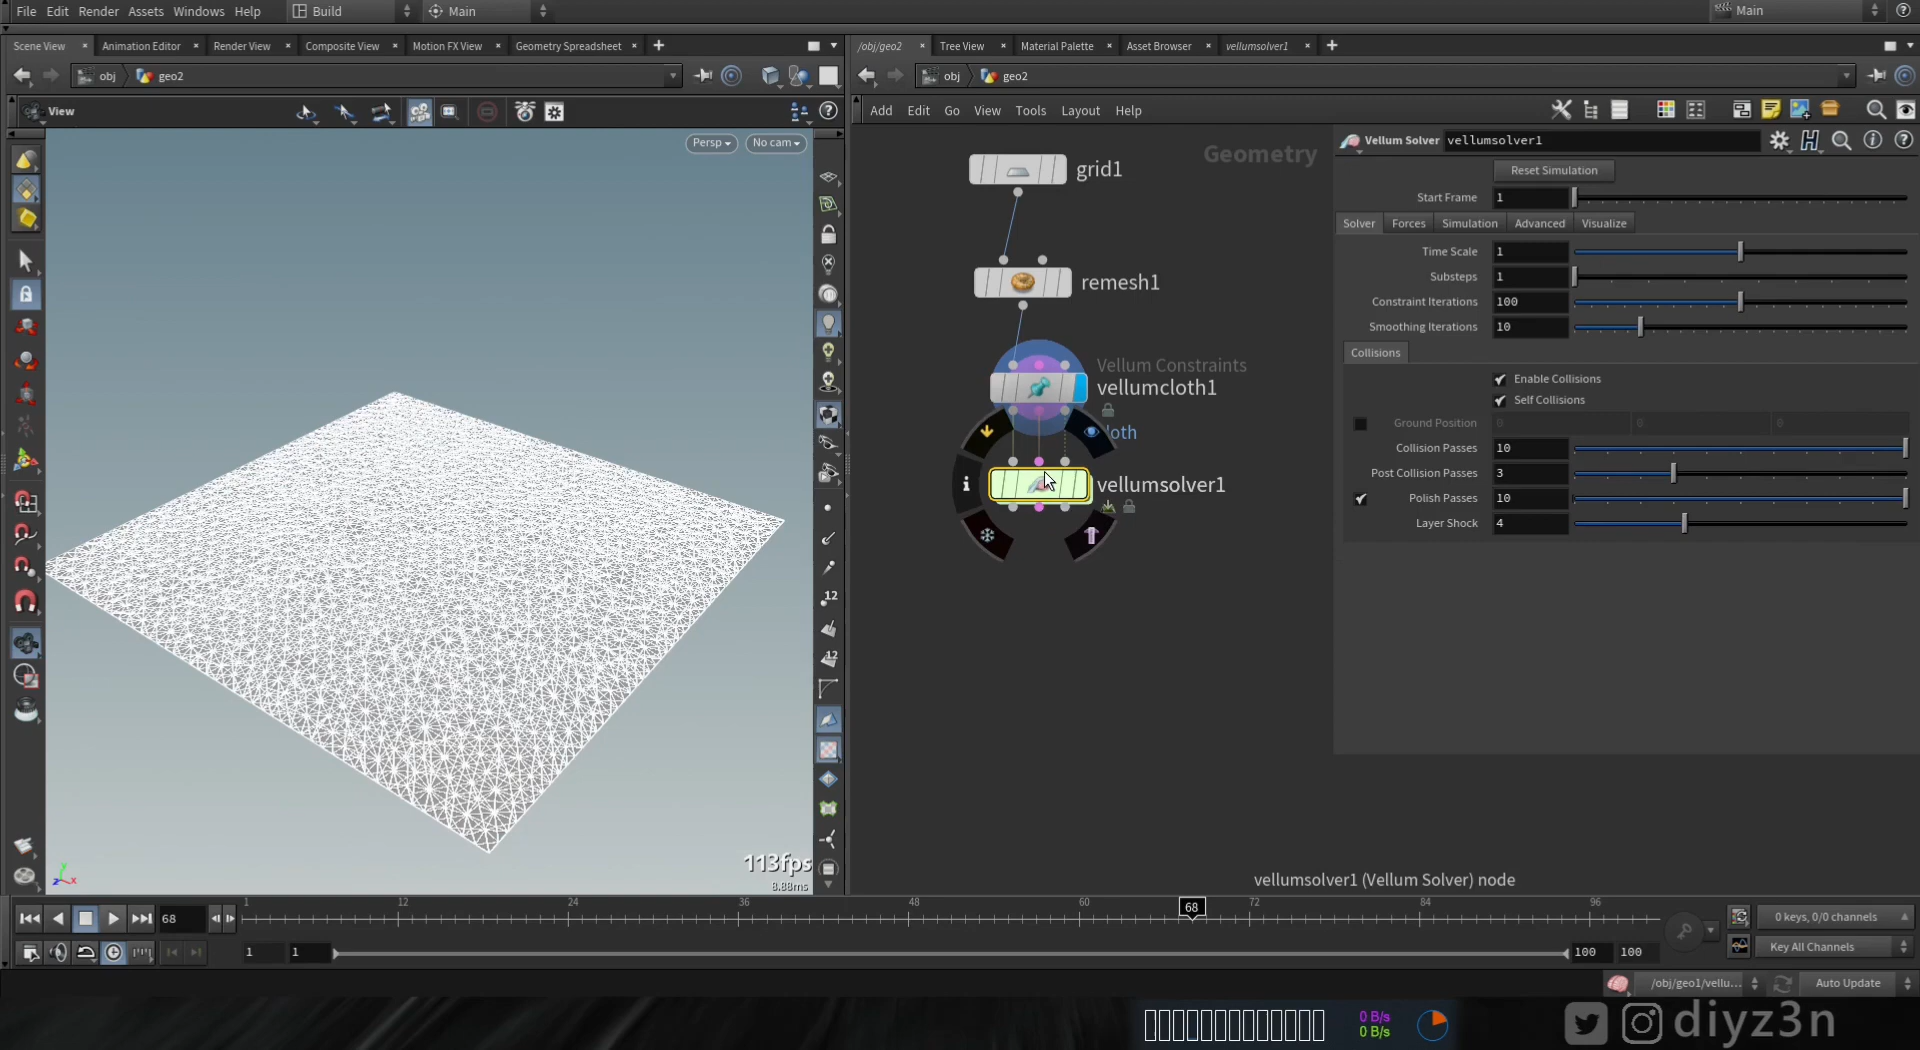 File Edit Render Assets Windows Help Build Main Main
Scene View Animation Editor Render View Composite View Motion FX View Geometry Spreadsheet
obj geo2
View
Persp No cam
113fps
8.88ms
12
12
/obj/geo2 Tree View Material Palette Asset Browser vellumsolver1
obj geo2
Add Edit Go View Tools Layout Help
Geometry
grid1
remesh1
Vellum Constraints
vellumcloth1
loth
vellumsolver1
vellumsolver1 (Vellum Solver) node
Vellum Solver vellumsolver1
Reset Simulation
Start Frame 1
Solver Forces Simulation Advanced Visualize
Time Scale 1
Substeps 1
Constraint Iterations 100
Smoothing Iterations 10
Collisions
Enable Collisions
Self Collisions
Ground Position 0 0 0
Collision Passes 10
Post Collision Passes 3
Polish Passes 10
Layer Shock 4
68 1 12 24 36 48 60 68 72 84 96
0 keys, 0/0 channels
1 1 100 100 Key All Channels
/obj/geo1/vellu... Auto Update
0 B/s
0 B/s
diyz3n